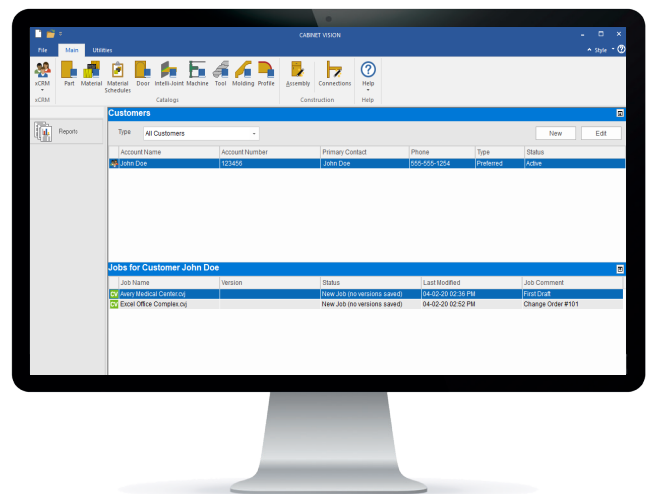 CABINET VISION
File Main Utilities Style
xCRM Part Material Material Schedules Door Intelli-Joint Machine Tool Molding Profile Assembly Connections Help
xCRM Catalogs Construction Help
Customers
Reports
Type All Customers New Edit
Account Name Account Number Primary Contact Phone Type Status
John Doe 123456 John Doe 555-555-1254 Preferred Active
Jobs for Customer John Doe
Job Name Version Status Last Modified Job Comment
CV Avery Medical Center.cvj New Job (no versions saved) 04-02-20 02:36 PM First Draft
CV Excel Office Complex.cvj New Job (no versions saved) 04-02-20 02:52 PM Change Order #101